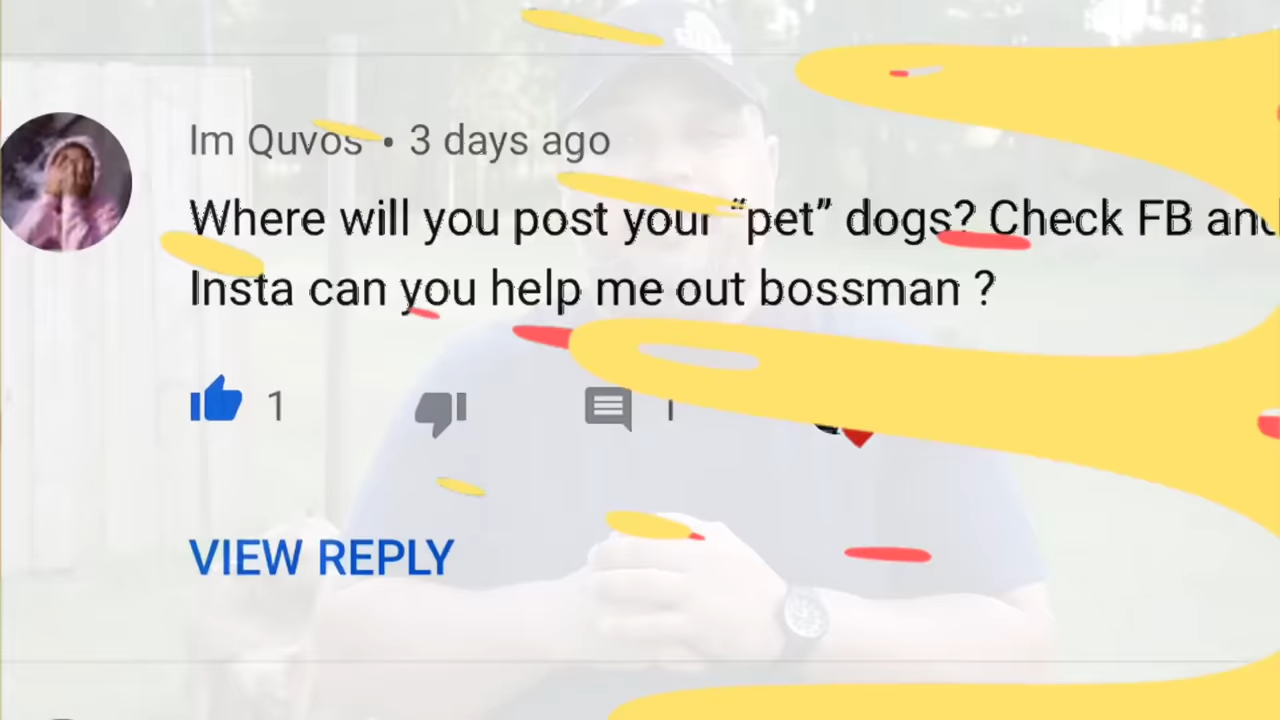 Im Quvos • 3 days ago
Where will you post your “pet” dogs? Check FB and
Insta can you help me out bossman ?
1
1
VIEW REPLY